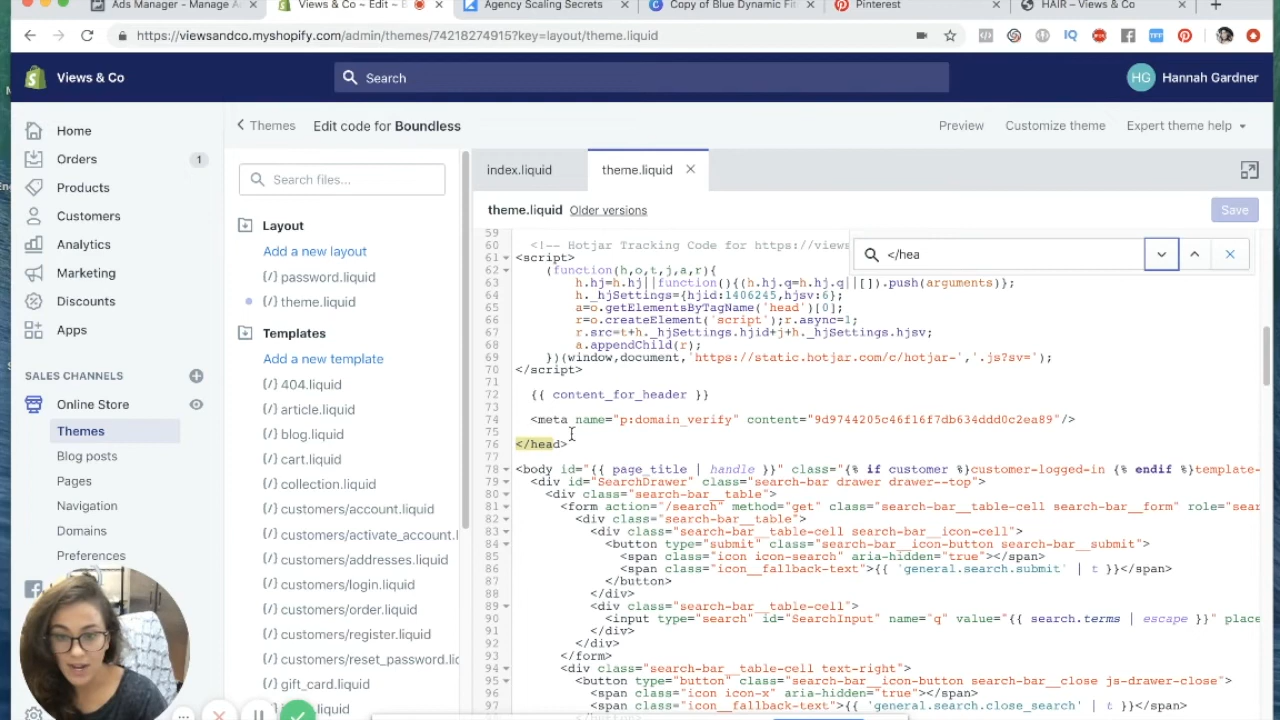 Ads Manager - Manage A
Views & Co ~ Edit ~ B
Agency Scaling Secrets
Copy of Blue Dynamic Fit
Pinterest
HAIR – Views & Co
https://viewsandco.myshopify.com/admin/themes/74218274915?key=layout/theme.liquid
Views & Co
Search
HG
Hannah Gardner
Home
Orders
1
Products
Customers
Analytics
Marketing
Discounts
Apps
SALES CHANNELS
Online Store
Themes
Blog posts
Pages
Navigation
Domains
Preferences
Themes
Edit code for Boundless
Preview
Customize theme
Expert theme help
Search files...
Layout
Add a new layout
{/} password.liquid
{/} theme.liquid
Templates
Add a new template
{/} 404.liquid
{/} article.liquid
{/} blog.liquid
{/} cart.liquid
{/} collection.liquid
{/} customers/account.liquid
{/} customers/activate_account.l
{/} customers/addresses.liquid
{/} customers/login.liquid
{/} customers/order.liquid
{/} customers/register.liquid
{/} customers/reset_password.liq
{/} gift_card.liquid
index.liquid
theme.liquid
theme.liquid Older versions
Save
</hea
59
60 <!-- Hotjar Tracking Code for https://views
61 <script>
62 (function(h,o,t,j,a,r){
63 h.hj=h.hj||function(){(h.hj.q=h.hj.q||[]).push(arguments)};
64 h._hjSettings={hjid:1406245,hjsv:6};
65 a=o.getElementsByTagName('head')[0];
66 r=o.createElement('script');r.async=1;
67 r.src=t+h._hjSettings.hjid+j+h._hjSettings.hjsv;
68 a.appendChild(r);
69 })(window,document,'https://static.hotjar.com/c/hotjar-','.js?sv=');
70 </script>
71
72 {{ content_for_header }}
73
74 <meta name="p:domain_verify" content="9d9744205c46f16f7db634ddd0c2ea89"/>
75
76 </head>
77
78 <body id="{{ page_title | handle }}" class="{% if customer %}customer-logged-in {% endif %}template-
79 <div id="SearchDrawer" class="search-bar drawer drawer--top">
80 <div class="search-bar__table">
81 <form action="/search" method="get" class="search-bar__table-cell search-bar__form" role="sear
82 <div class="search-bar__table">
83 <div class="search-bar__table-cell search-bar__icon-cell">
84 <button type="submit" class="search-bar__icon-button search-bar__submit">
85 <span class="icon icon-search" aria-hidden="true"></span>
86 <span class="icon__fallback-text">{{ 'general.search.submit' | t }}</span>
87 </button>
88 </div>
89 <div class="search-bar__table-cell">
90 <input type="search" id="SearchInput" name="q" value="{{ search.terms | escape }}" place
91 </div>
92 </div>
93 </form>
94 <div class="search-bar__table-cell text-right">
95 <button type="button" class="search-bar__icon-button search-bar__close js-drawer-close">
96 <span class="icon icon-x" aria-hidden="true"></span>
97 <span class="icon__fallback-text">{{ 'general.search.close_search' | t }}</span>